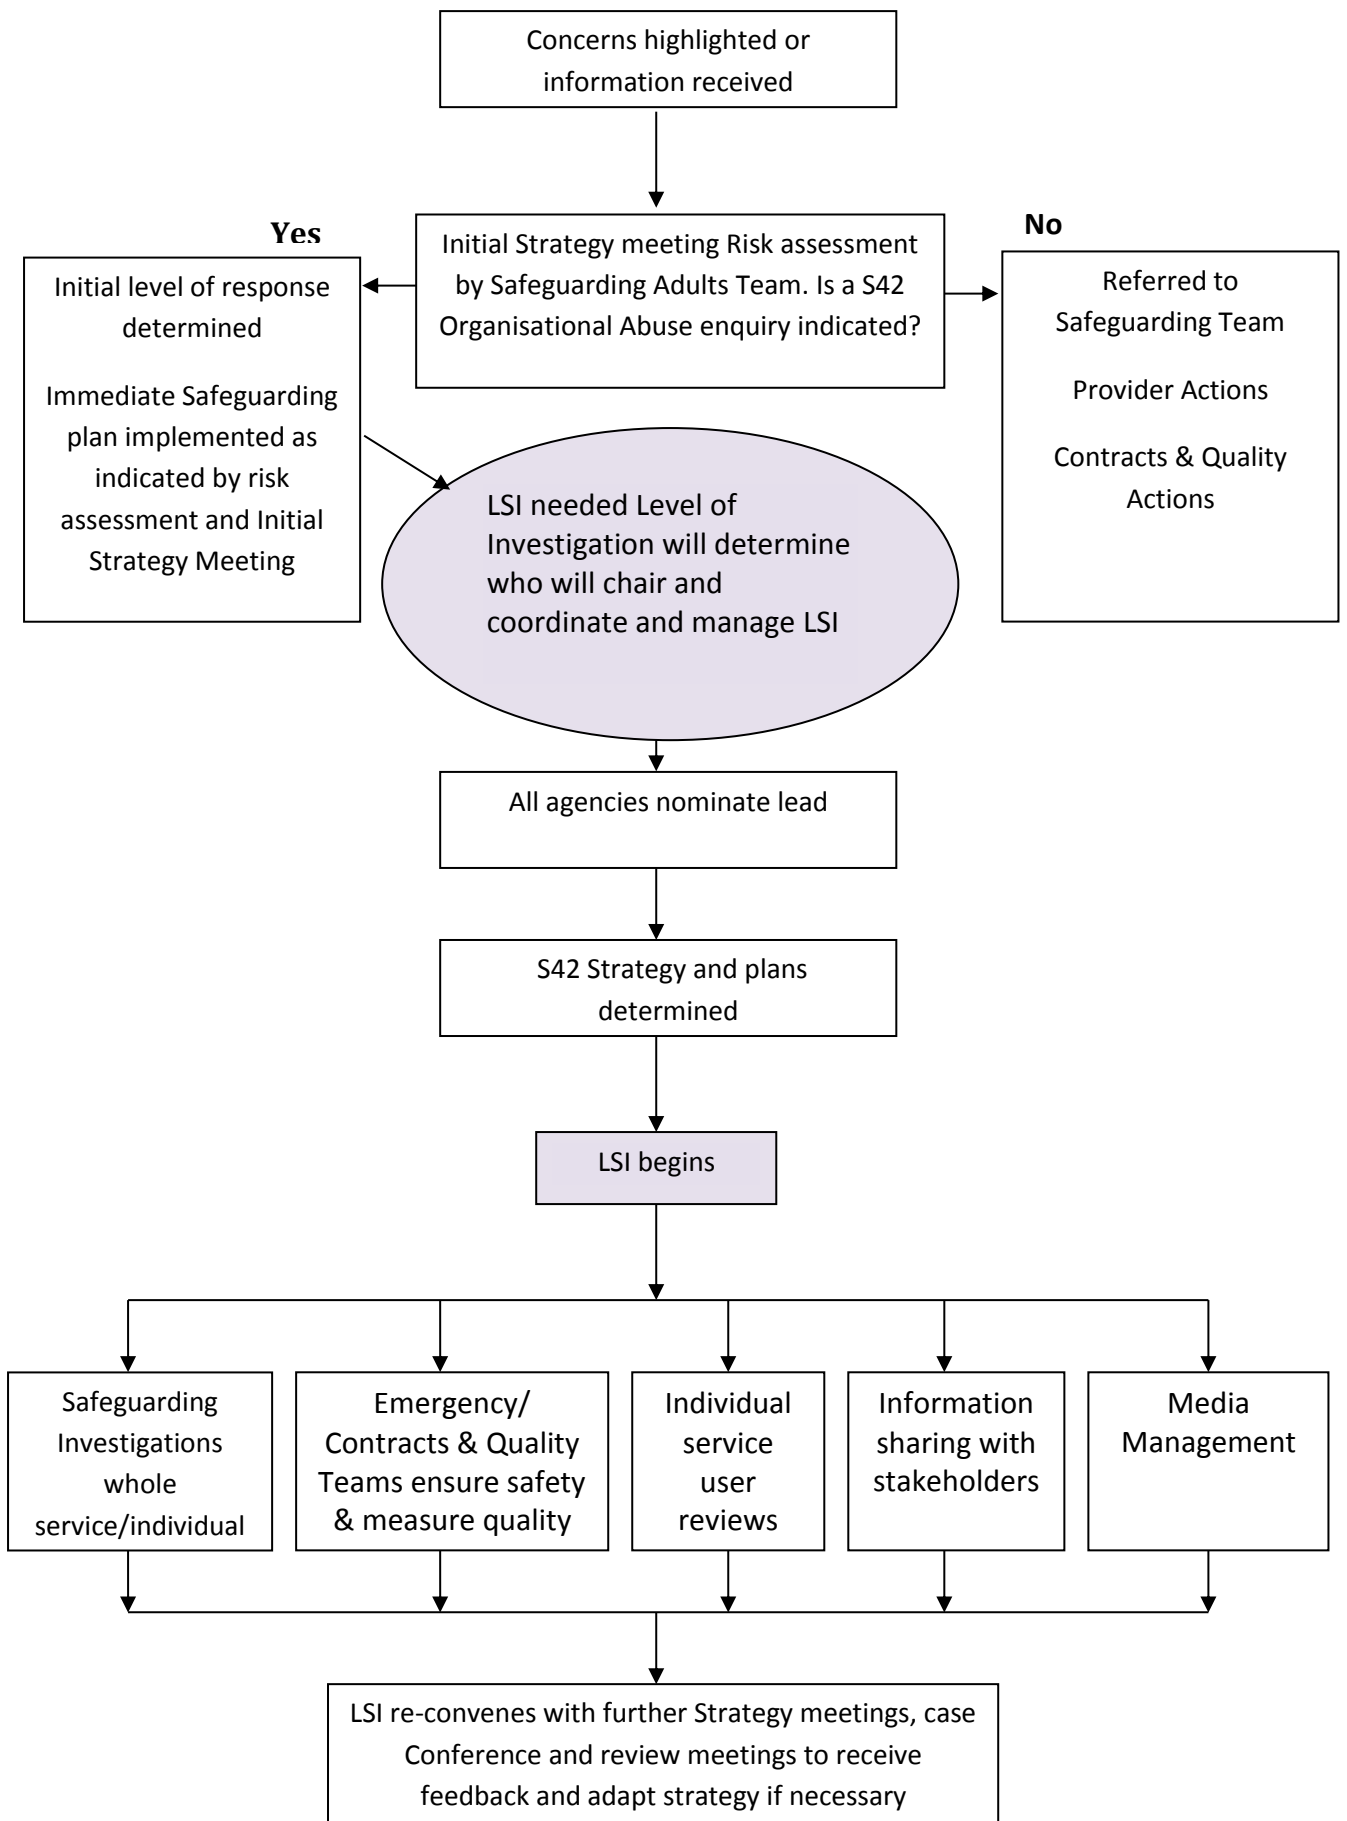 Concerns highlighted or
information received
Yes
Initial Strategy meeting Risk assessment
by Safeguarding Adults Team. Is a S42
Organisational Abuse enquiry indicated?
No
Initial level of response
determined
Immediate Safeguarding
plan implemented as
indicated by risk
assessment and Initial
Strategy Meeting
Referred to
Safeguarding Team
Provider Actions
Contracts & Quality
Actions
LSI needed Level of
Investigation will determine
who will chair and
coordinate and manage LSI
All agencies nominate lead
S42 Strategy and plans
determined
LSI begins
Safeguarding
Investigations
whole
service/individual
Emergency/
Contracts & Quality
Teams ensure safety
& measure quality
Individual
service
user
reviews
Information
sharing with
stakeholders
Media
Management
LSI re-convenes with further Strategy meetings, case
Conference and review meetings to receive
feedback and adapt strategy if necessary